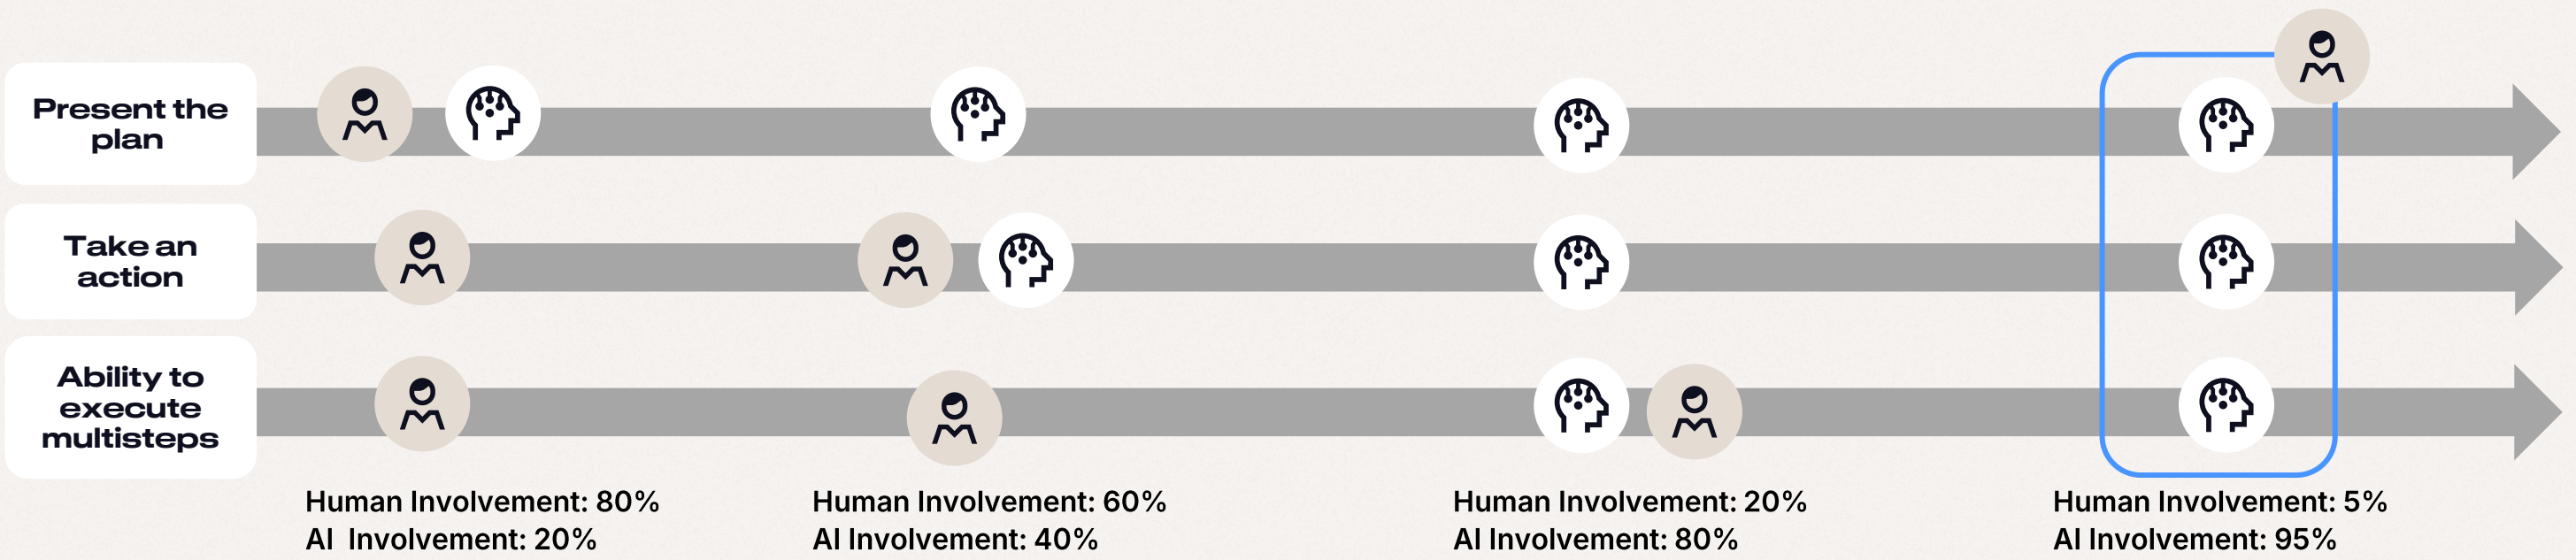 Present the
plan
Take an
action
Ability to
execute
multisteps
Human Involvement: 80%
AI  Involvement: 20%
Human Involvement: 60%
AI Involvement: 40%
Human Involvement: 20%
AI Involvement: 80%
Human Involvement: 5%
AI Involvement: 95%